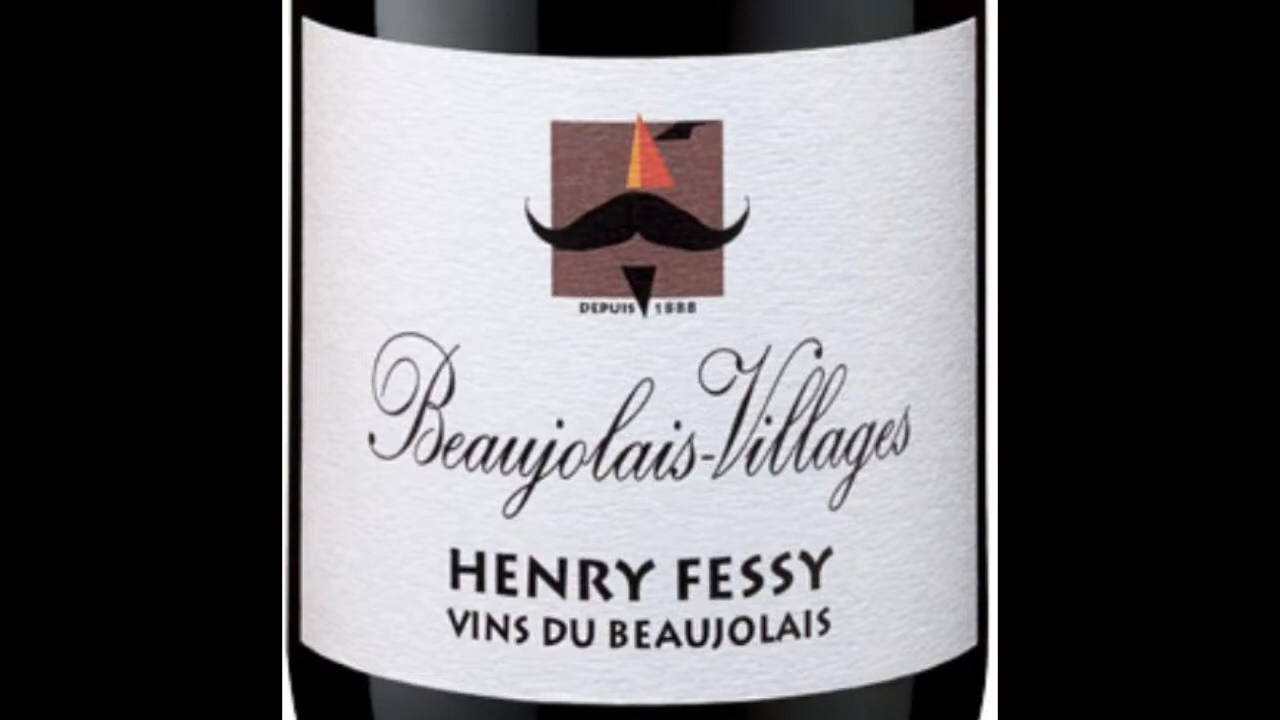 DEPUIS 1888
Beaujolais-Villages
HENRY FESSY
VINS DU BEAUJOLAIS